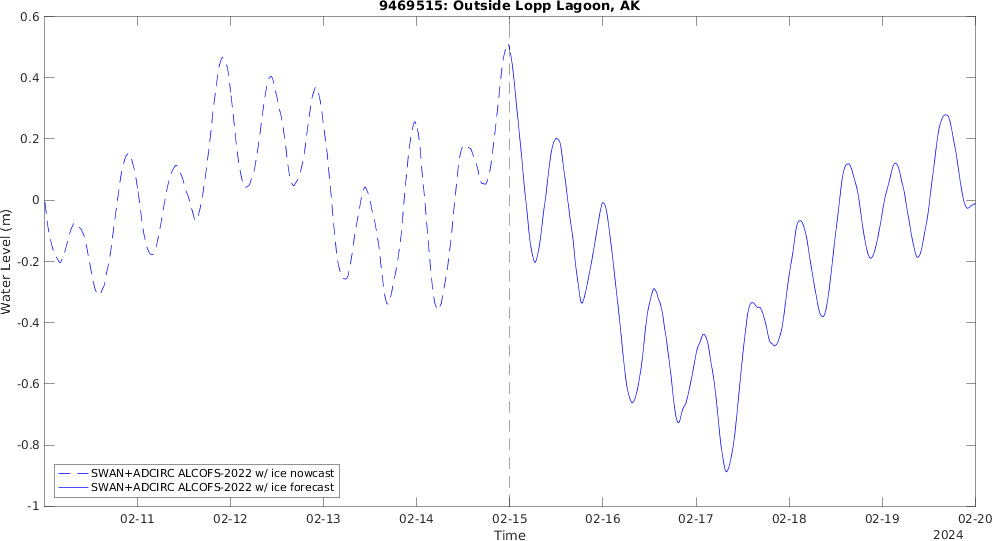 9469515: Outside Lopp Lagoon, AK
Water Level (m)
0.6
0.4
0.2
0
-0.2
-0.4
-0.6
-0.8
-1
SWAN+ADCIRC ALCOFS-2022 w/ ice nowcast
SWAN+ADCIRC ALCOFS-2022 w/ ice forecast
02-11 02-12 02-13 02-14 02-15 02-16 02-17 02-18 02-19 02-20
Time
2024